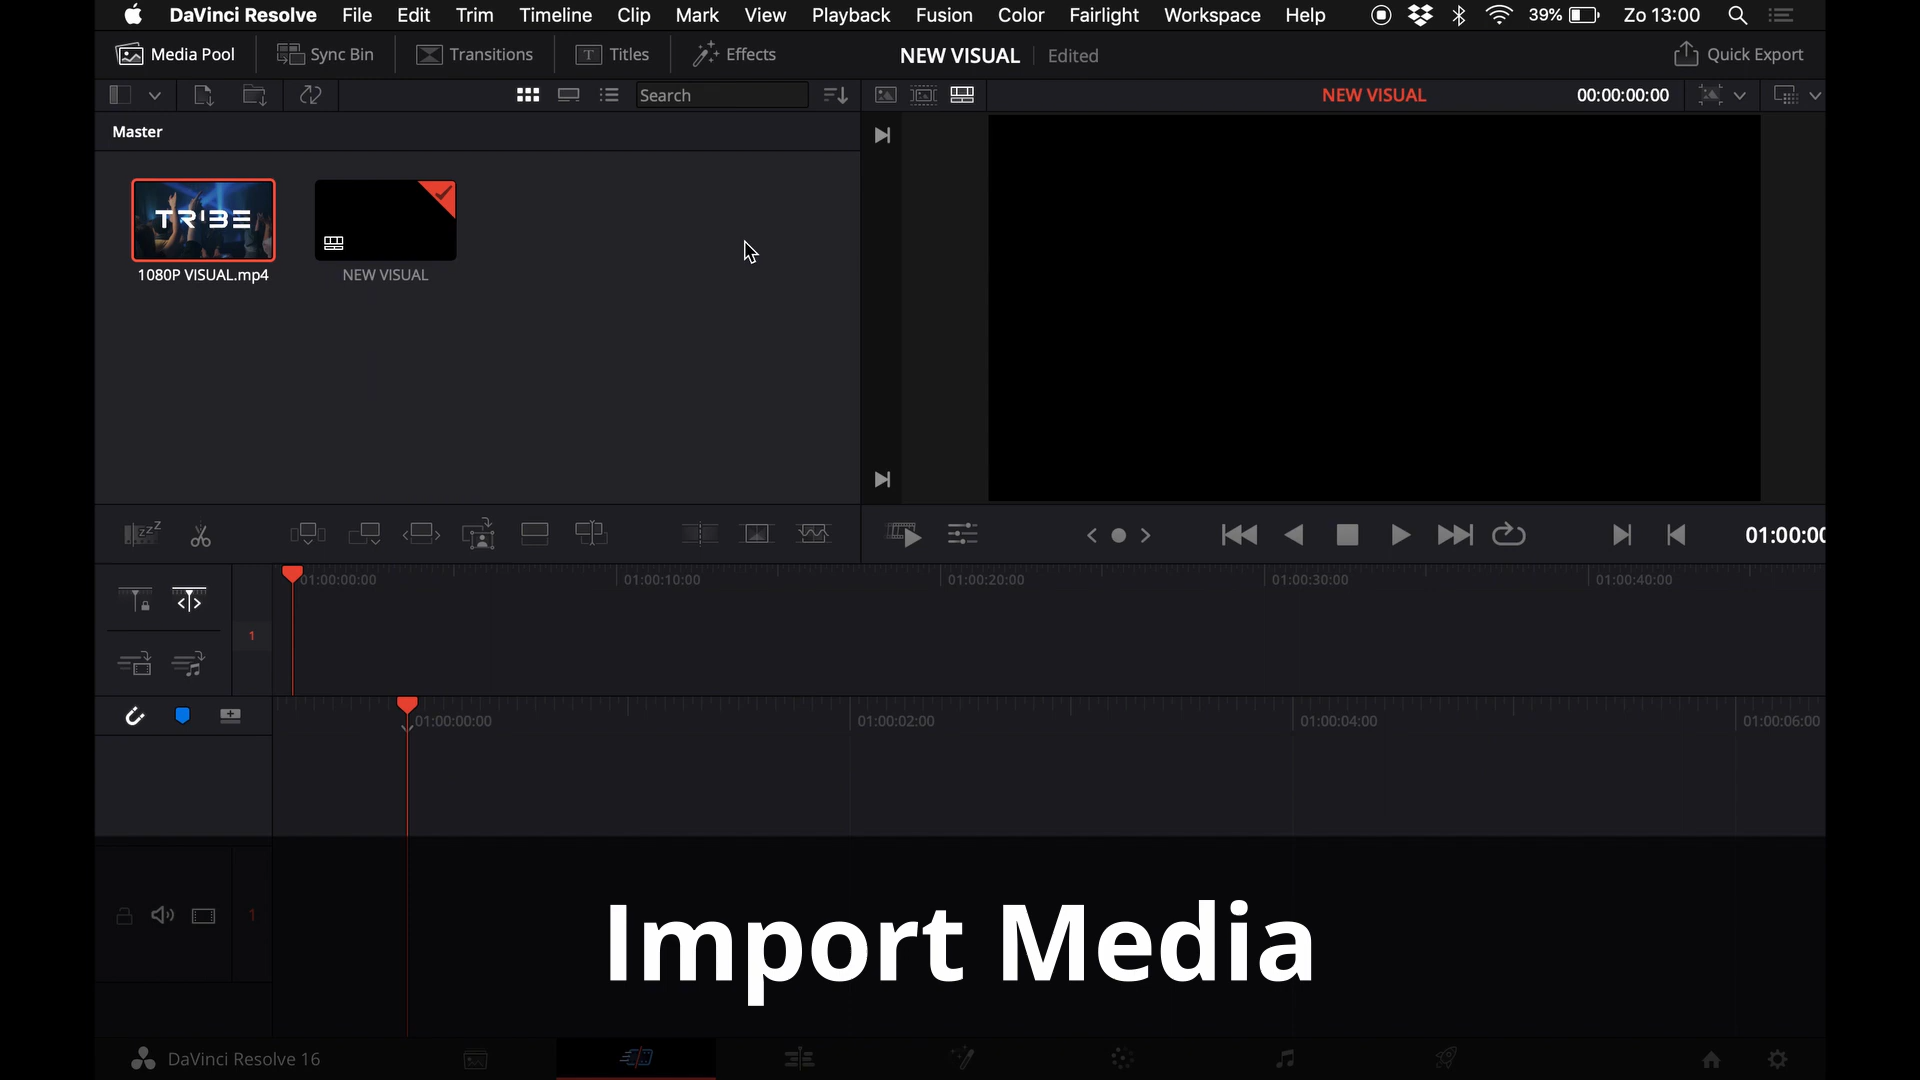 DaVinci Resolve File Edit Trim Timeline Clip Mark View Playback Fusion Color Fairlight Workspace Help 39% Zo 13:00
Media Pool Sync Bin Transitions T Titles Effects NEW VISUAL Edited Quick Export
Search NEW VISUAL 00:00:00:00
Master
TRIBE
1080P VISUAL.mp4 NEW VISUAL
zzZ 01:00:00
01:00:00:00 01:00:10:00 01:00:20:00 01:00:30:00 01:00:40:00
1
01:00:00:00 01:00:02:00 01:00:04:00 01:00:06:00
1
Import Media
DaVinci Resolve 16